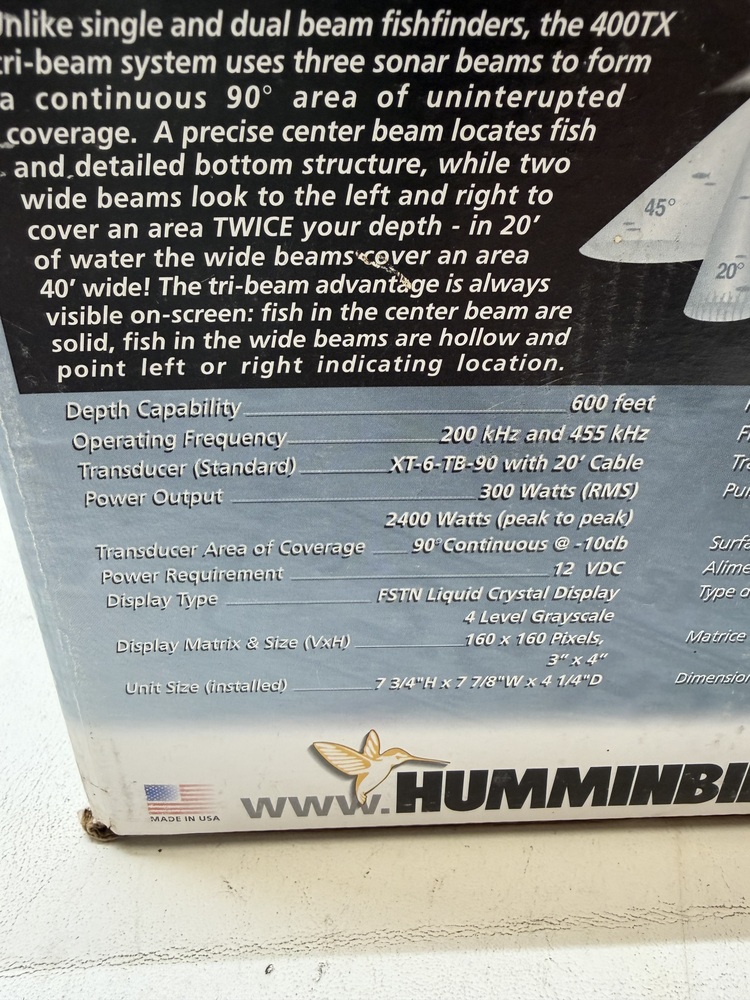 Unlike single and dual beam fishfinders, the 400TX
tri-beam system uses three sonar beams to form
a continuous 90° area of uninterupted
coverage. A precise center beam locates fish
and detailed bottom structure, while two
wide beams look to the left and right to
cover an area TWICE your depth - in 20'
of water the wide beams cover an area
40' wide! The tri-beam advantage is always
visible on-screen: fish in the center beam are
solid, fish in the wide beams are hollow and
point left or right indicating location.
45°
20°
Depth Capability 600 feet
Operating Frequency 200 kHz and 455 kHz
Transducer (Standard) XT-6-TB-90 with 20' Cable
Power Output 300 Watts (RMS)
2400 Watts (peak to peak)
Transducer Area of Coverage 90° Continuous @ -10db
Power Requirement 12 VDC
Display Type FSTN Liquid Crystal Display
4 Level Grayscale
Display Matrix & Size (VxH) 160 x 160 Pixels,
3" x 4"
Unit Size (installed) 7 3/4"H x 7 7/8"W x 4 1/4"D
Surfa
Alime
Type d
Matrice
Dimension
MADE IN USA
www.HUMMINBI